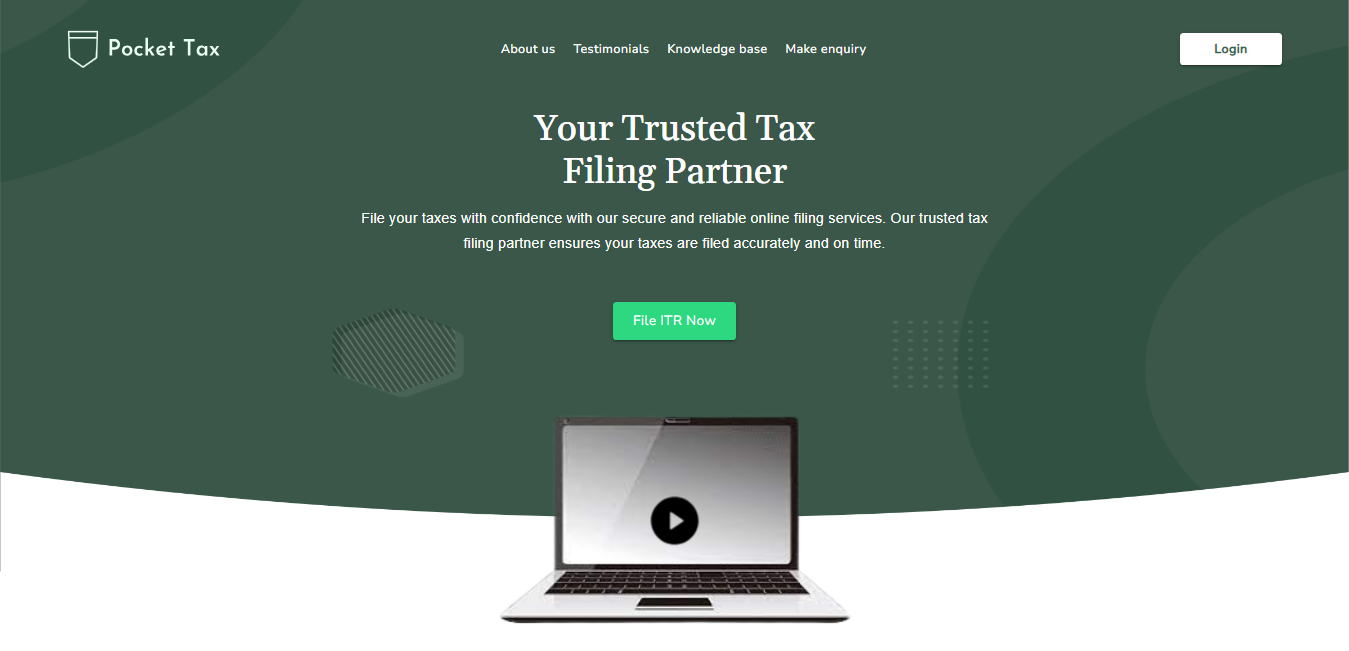 Pocket Tax
About us
Testimonials
Knowledge base
Make enquiry
Login
Your Trusted Tax
Filing Partner
File your taxes with confidence with our secure and reliable online filing services. Our trusted tax
filing partner ensures your taxes are filed accurately and on time.
File ITR Now